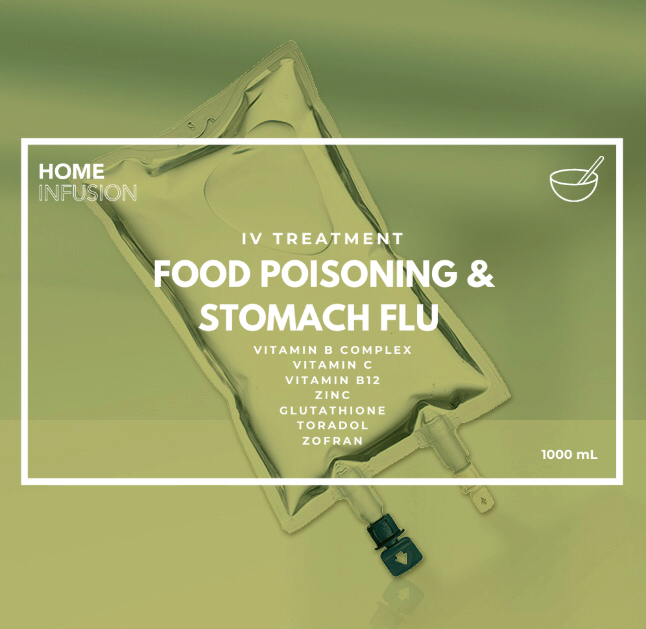 HOME
INFUSION
IV TREATMENT
FOOD POISONING &
STOMACH FLU
VITAMIN B COMPLEX
VITAMIN C
VITAMIN B12
ZINC
GLUTATHIONE
TORADOL
ZOFRAN
1000 mL